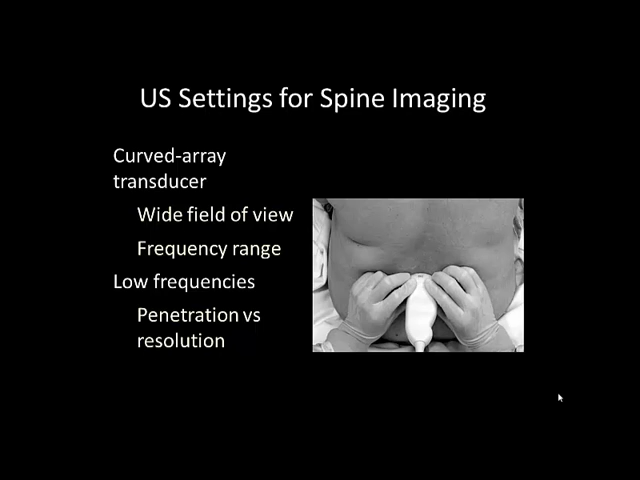 US Settings for Spine Imaging
Curved-array
transducer
Wide field of view
Frequency range
Low frequencies
Penetration vs
resolution